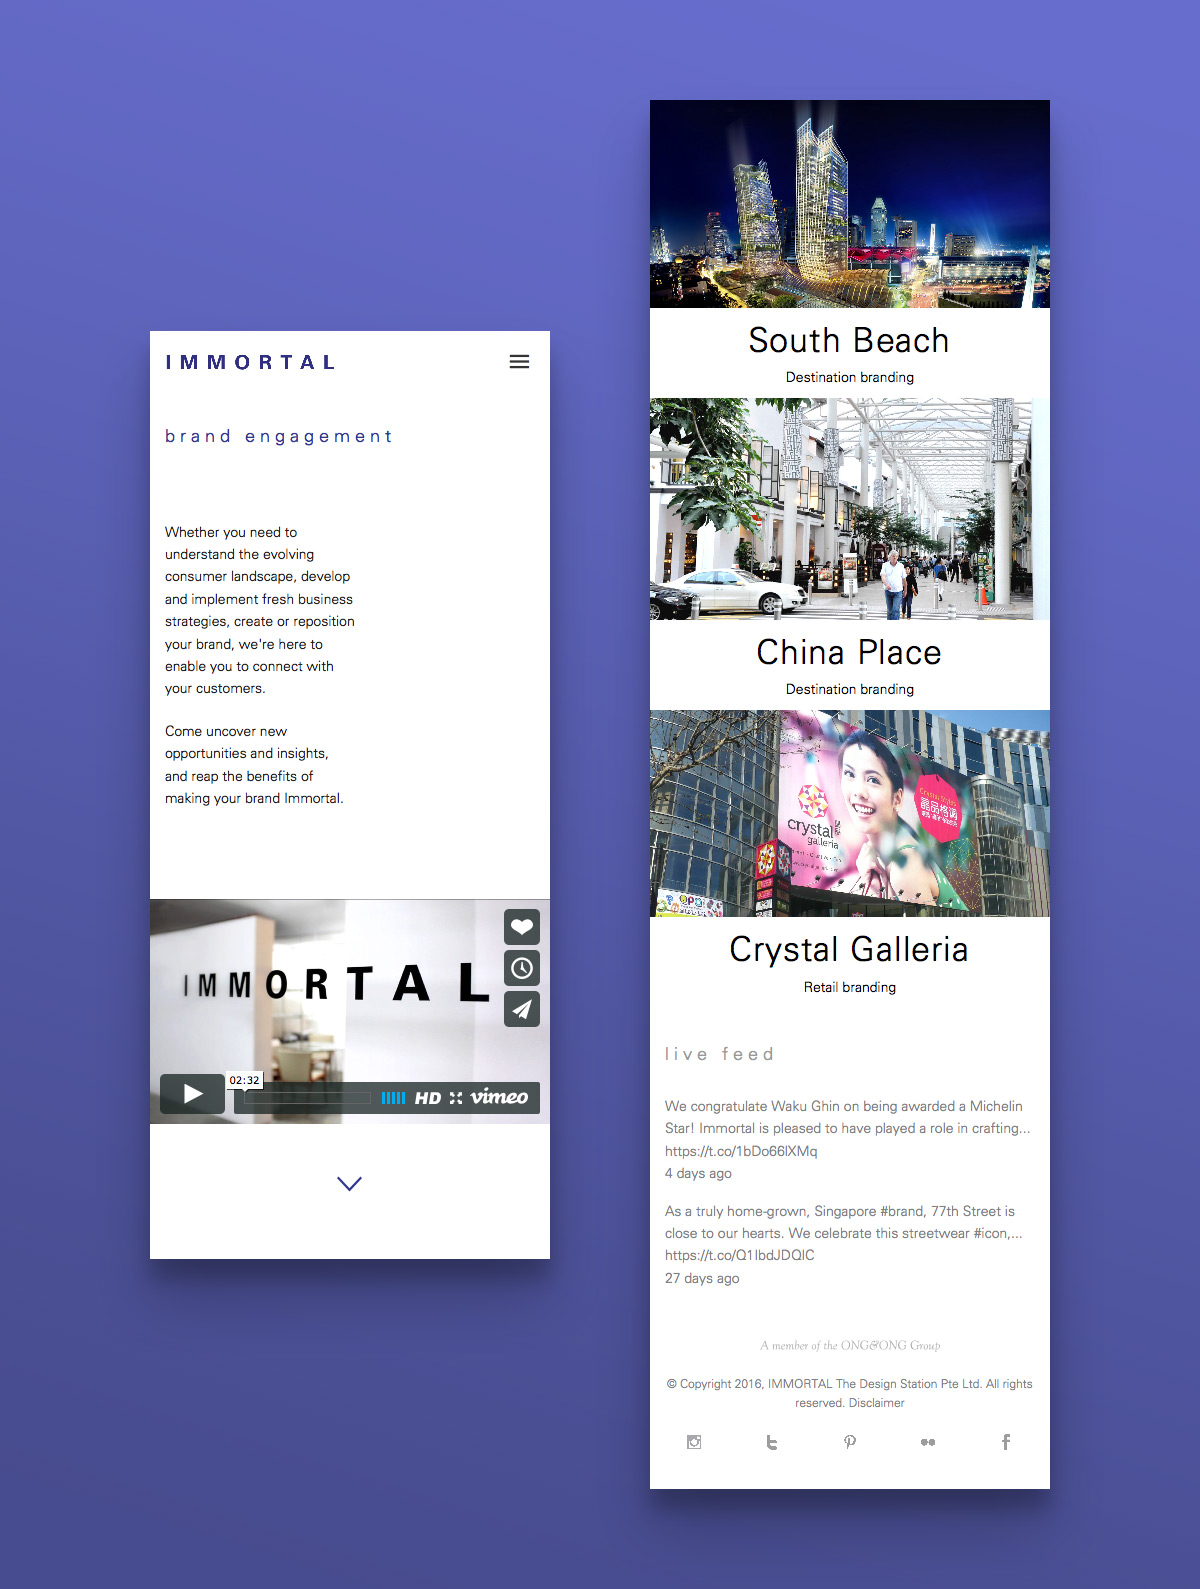 IMMORTAL
brand engagement
Whether you need to
understand the evolving
consumer landscape, develop
and implement fresh business
strategies, create or reposition
your brand, we're here to
enable you to connect with
your customers.
Come uncover new
opportunities and insights,
and reap the benefits of
making your brand Immortal.
IMMORTAL
02:32
HD vimeo
South Beach
Destination branding
China Place
Destination branding
crystal
galleria
Crystal Galleria
Retail branding
live feed
We congratulate Waku Ghin on being awarded a Michelin
Star! Immortal is pleased to have played a role in crafting...
https://t.co/1bDo66lXMq
4 days ago
As a truly home-grown, Singapore #brand, 77th Street is
close to our hearts. We celebrate this streetwear #icon,...
https://t.co/Q1IbdJDQlC
27 days ago
A member of the ONG&ONG Group
© Copyright 2016, IMMORTAL The Design Station Pte Ltd. All rights
reserved. Disclaimer